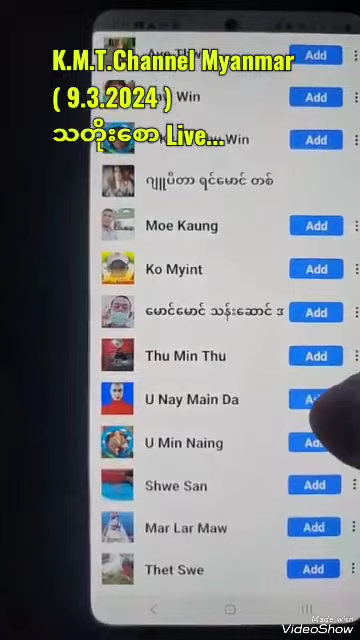 K.M.T.Channel Myanmar
( 9.3.2024 )
သတိုးစော Live...
Add
Win Add
Win Add
ဂျူပီတာ ရင်မောင် တစ်
Moe Kaung Add
Ko Myint Add
မောင်မောင် သန်းဆောင် Add
Thu Min Thu Add
U Nay Main Da
U Min Naing
Shwe San Add
Mar Lar Maw Add
Thet Swe Add
Made with
VideoShow